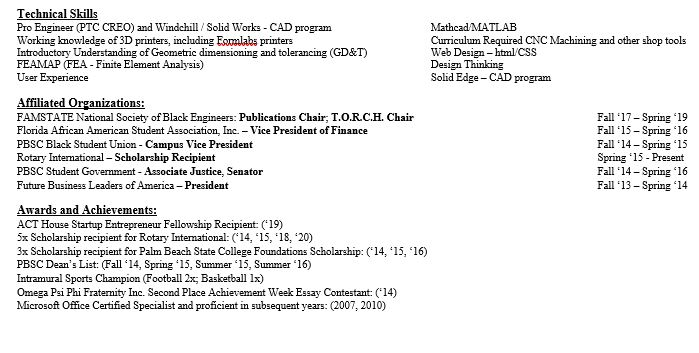 Technical Skills
Pro Engineer (PTC CREO) and Windchill / Solid Works - CAD program Mathcad/MATLAB
Working knowledge of 3D printers, including Formlabs printers Curriculum Required CNC Machining and other shop tools
Introductory Understanding of Geometric dimensioning and tolerancing (GD&T) Web Design – html/CSS
FEAMAP (FEA - Finite Element Analysis) Design Thinking
User Experience Solid Edge – CAD program
Affiliated Organizations:
FAMSTATE National Society of Black Engineers: Publications Chair; T.O.R.C.H. Chair Fall ‘17 – Spring ‘19
Florida African American Student Association, Inc. – Vice President of Finance Fall ‘15 – Spring ‘16
PBSC Black Student Union - Campus Vice President Fall ‘14 – Spring ‘15
Rotary International – Scholarship Recipient Spring ‘15 - Present
PBSC Student Government - Associate Justice, Senator Fall ‘14 – Spring ‘16
Future Business Leaders of America – President Fall ‘13 – Spring ‘14
Awards and Achievements:
ACT House Startup Entrepreneur Fellowship Recipient: (‘19)
5x Scholarship recipient for Rotary International: (‘14, ‘15, ‘18, ‘20)
3x Scholarship recipient for Palm Beach State College Foundations Scholarship: (‘14, ‘15, ‘16)
PBSC Dean’s List: (Fall ‘14, Spring ‘15, Summer ‘15, Summer ‘16)
Intramural Sports Champion (Football 2x; Basketball 1x)
Omega Psi Phi Fraternity Inc. Second Place Achievement Week Essay Contestant: (‘14)
Microsoft Office Certified Specialist and proficient in subsequent years: (2007, 2010)